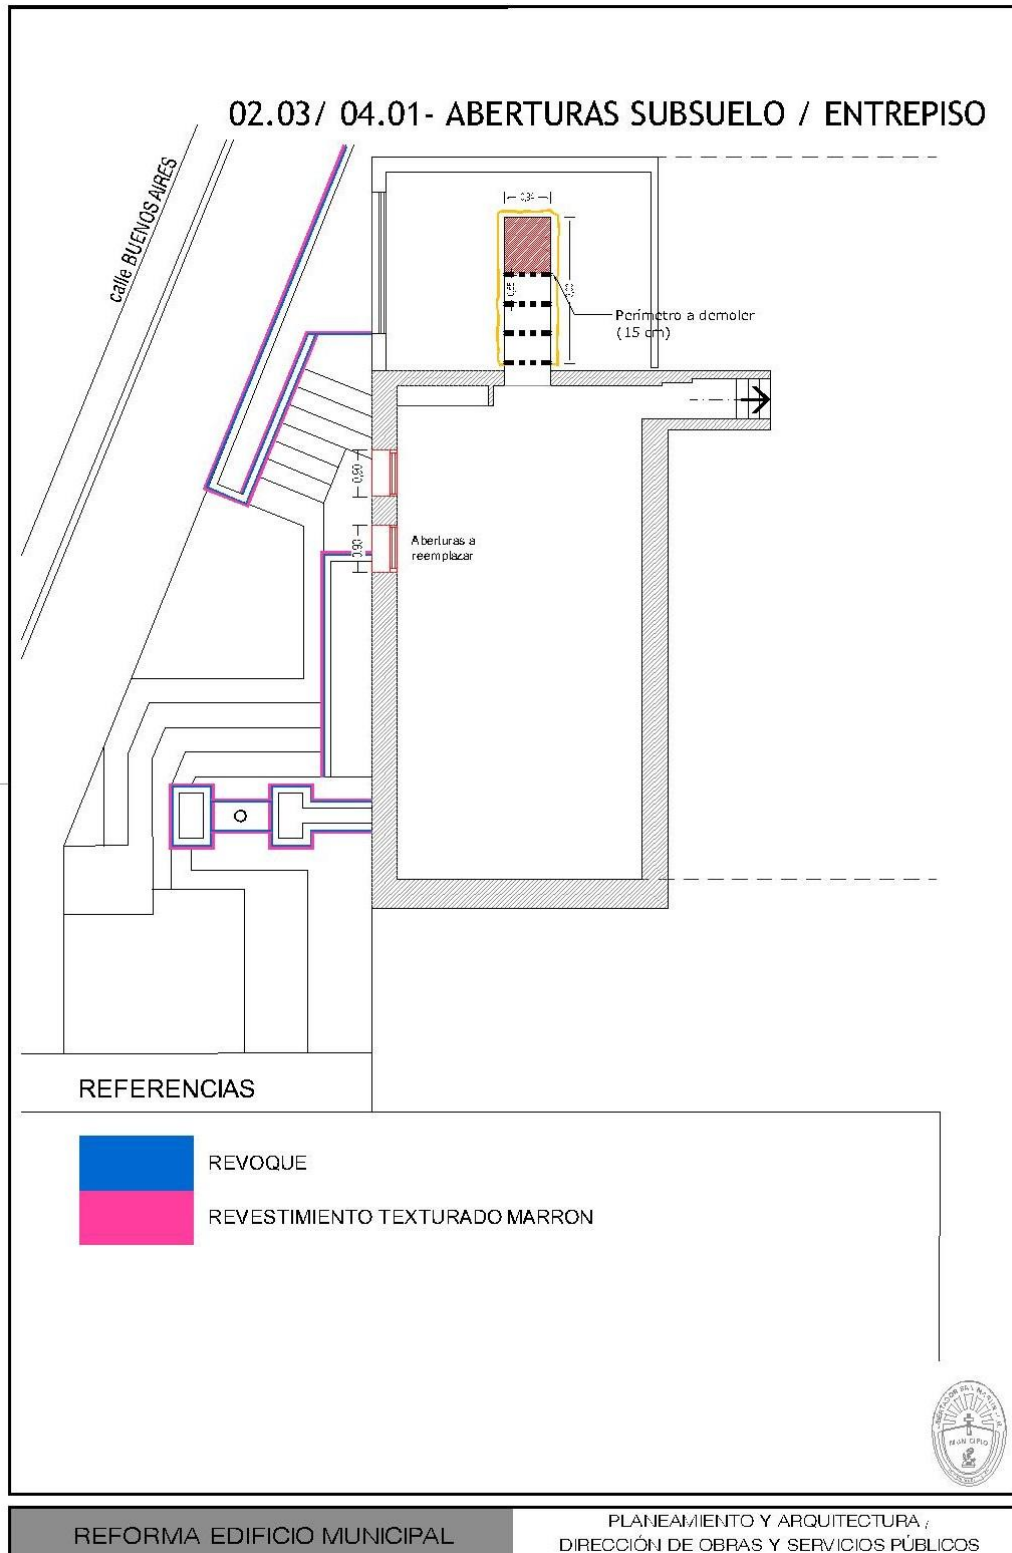 02.03/ 04.01- ABERTURAS SUBSUELO / ENTREPISO
calle BUENOS AIRES
Perímetro a demoler
(15 cm)
0,90
0,90
Aberturas a
reemplazar
REFERENCIAS
REVOQUE
REVESTIMIENTO TEXTURADO MARRON
REFORMA EDIFICIO MUNICIPAL
PLANEAMIENTO Y ARQUITECTURA /
DIRECCIÓN DE OBRAS Y SERVICIOS PÚBLICOS